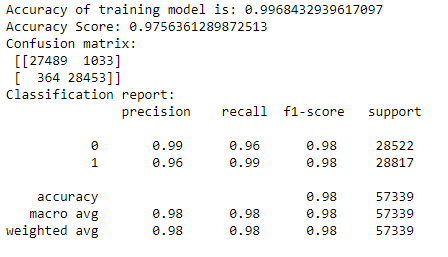 Accuracy of training model is: 0.9968432939617097
Accuracy Score: 0.9756361289872513
Confusion matrix:
[[27489 1033]
[ 364 28453]]
Classification report:
precision recall f1-score support
0 0.99 0.96 0.98 28522
1 0.96 0.99 0.98 28817
accuracy 0.98 57339
macro avg 0.98 0.98 0.98 57339
weighted avg 0.98 0.98 0.98 57339